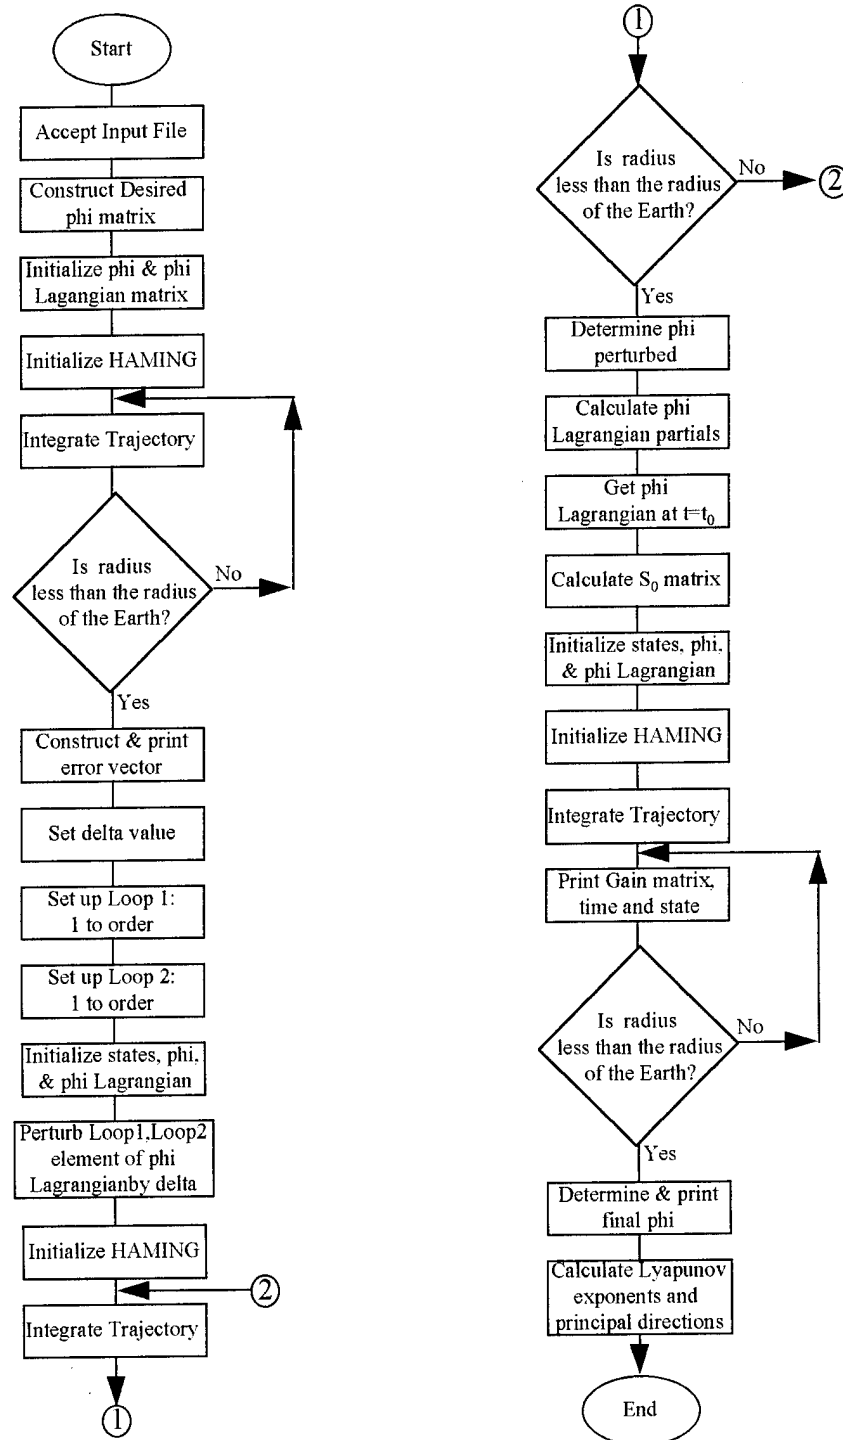 Start
Accept Input File
Construct Desired
phi matrix
Initialize phi & phi
Lagangian matrix
Initialize HAMING
Integrate Trajectory
Is radius
less than the radius
of the Earth?
No
Yes
Construct & print
error vector
Set delta value
Set up Loop 1:
1 to order
Set up Loop 2:
1 to order
Initialize states, phi,
& phi Lagrangian
Perturb Loop1,Loop2
element of phi
Lagrangianby delta
Initialize HAMING
2
Integrate Trajectory
1
1
Is radius
less than the radius
of the Earth?
No
2
Yes
Determine phi
perturbed
Calculate phi
Lagrangian partials
Get phi
Lagrangian at t=t₀
Calculate S₀ matrix
Initialize states, phi,
& phi Lagrangian
Initialize HAMING
Integrate Trajectory
Print Gain matrix,
time and state
Is radius
less than the radius
of the Earth?
No
Yes
Determine & print
final phi
Calculate Lyapunov
exponents and
principal directions
End